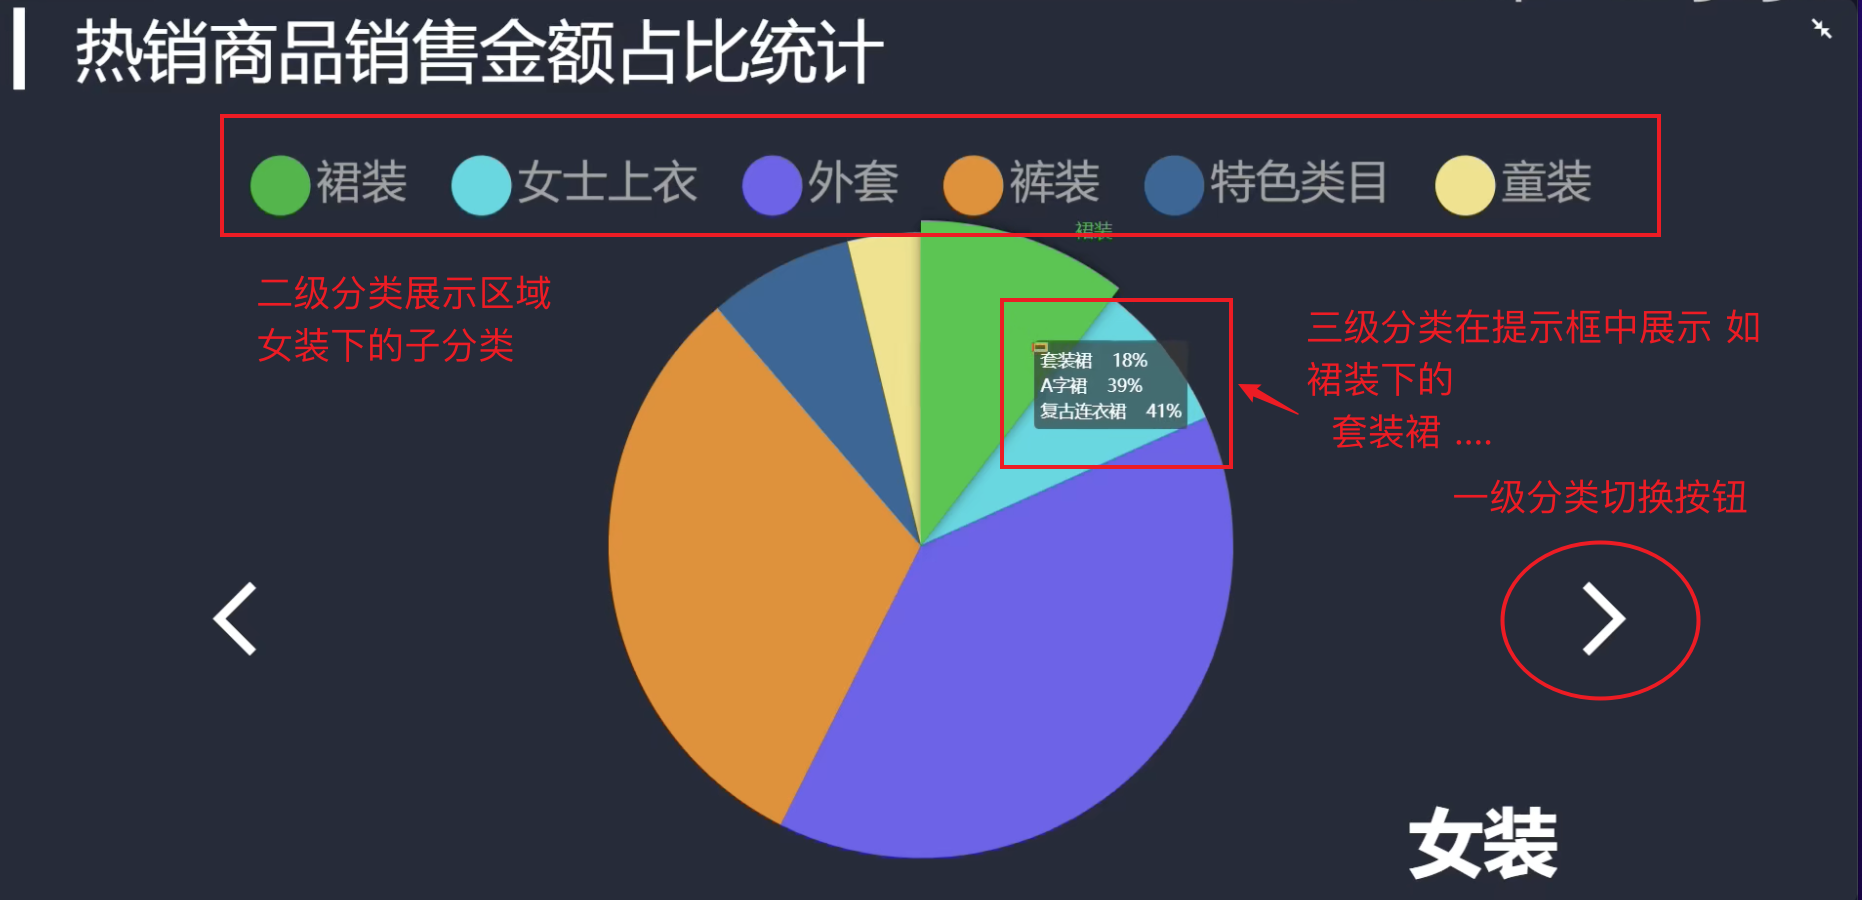 热销商品销售金额占比统计
裙装 女士上衣 外套 裤装 特色类目 童装
裙装
二级分类展示区域
女装下的子分类
三级分类在提示框中展示 如
裙装下的
套装裙 ....
套装裙 18%
A字裙 39%
复古连衣裙 41%
一级分类切换按钮
女装